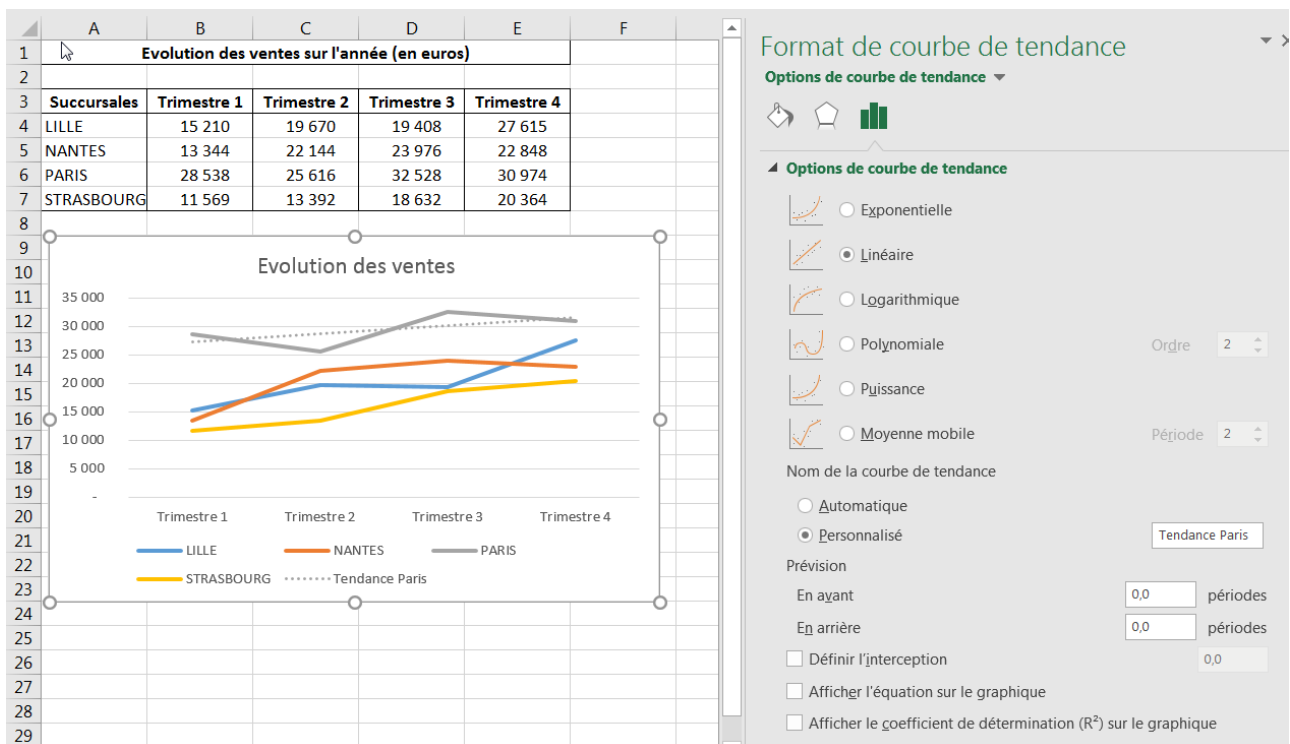 A B C D E F
1 Evolution des ventes sur l'année (en euros)
2
3 Succursales Trimestre 1 Trimestre 2 Trimestre 3 Trimestre 4
4 LILLE 15 210 19 670 19 408 27 615
5 NANTES 13 344 22 144 23 976 22 848
6 PARIS 28 538 25 616 32 528 30 974
7 STRASBOURG 11 569 13 392 18 632 20 364
8
9
10
11
12
13
14
15
16
17
18
19
20
21
22
23
24
25
26
27
28
29
Evolution des ventes
35 000
30 000
25 000
20 000
15 000
10 000
5 000
-
Trimestre 1 Trimestre 2 Trimestre 3 Trimestre 4
LILLE NANTES PARIS
STRASBOURG Tendance Paris
Format de courbe de tendance
Options de courbe de tendance
Options de courbe de tendance
Exponentielle
Linéaire
Logarithmique
Polynomiale Ordre 2
Puissance
Moyenne mobile Période 2
Nom de la courbe de tendance
Automatique
Personnalisé Tendance Paris
Prévision
En avant 0,0 périodes
En arrière 0,0 périodes
Définir l'interception 0,0
Afficher l'équation sur le graphique
Afficher le coefficient de détermination (R²) sur le graphique